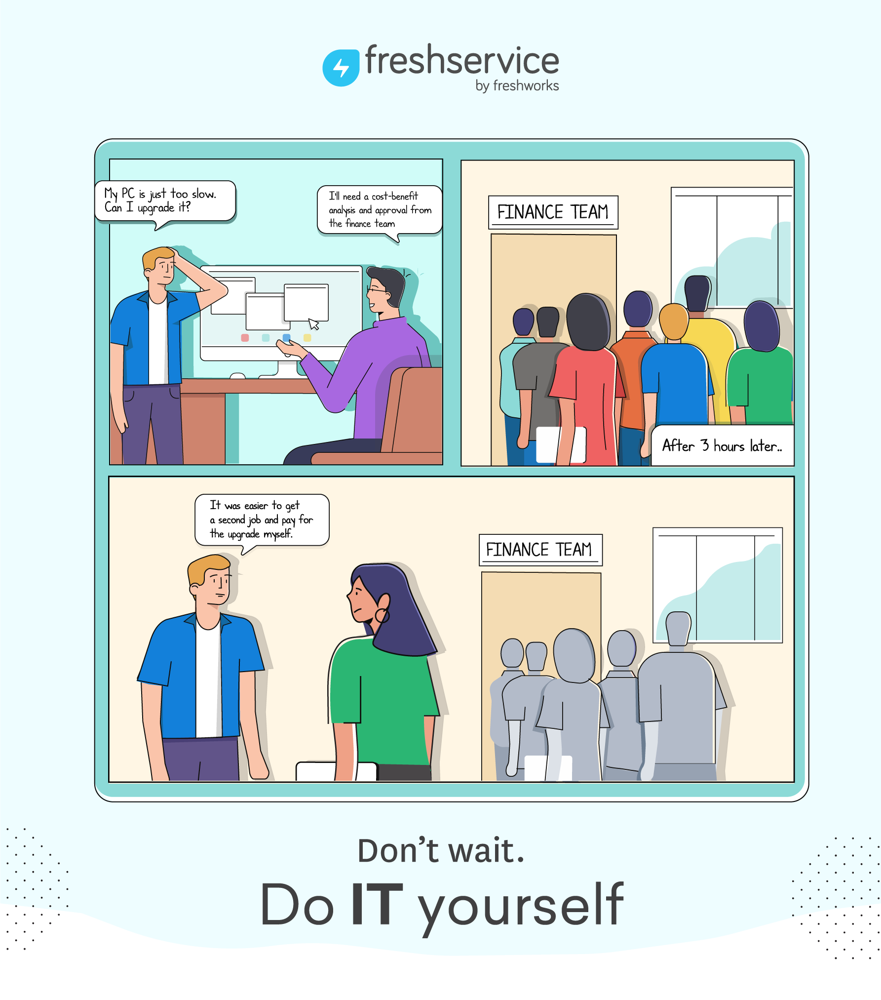 freshservice
by freshworks
My PC is just too slow.
Can I upgrade it?
I'll need a cost-benefit
analysis and approval from
the finance team
FINANCE TEAM
After 3 hours later..
It was easier to get
a second job and pay for
the upgrade myself.
FINANCE TEAM
Don't wait.
Do IT yourself